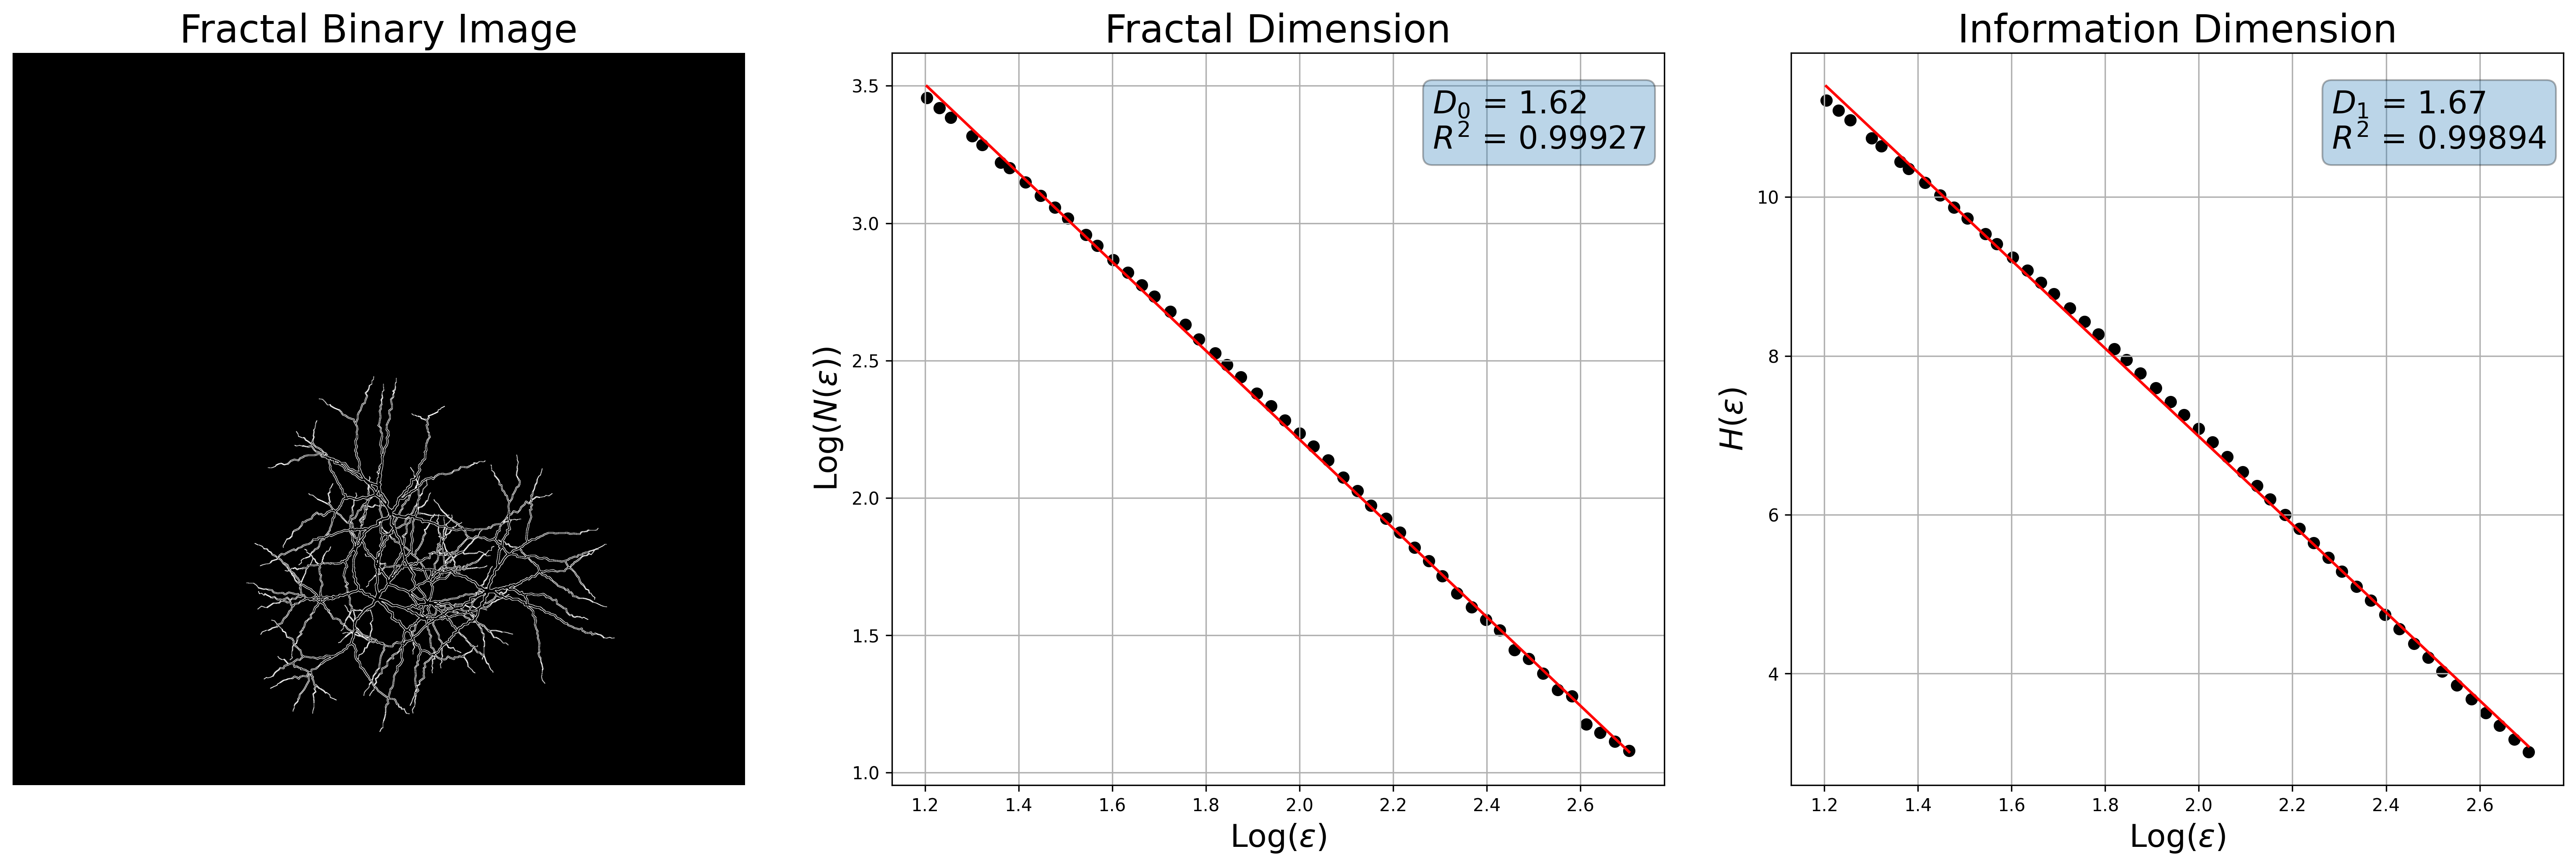 Fractal Binary Image
Fractal Dimension
D₀ = 1.62
R² = 0.99927
Log(N(ε))
3.5
3.0
2.5
2.0
1.5
1.0
1.2 1.4 1.6 1.8 2.0 2.2 2.4 2.6
Log(ε)
Information Dimension
D₁ = 1.67
R² = 0.99894
H(ε)
10
8
6
4
1.2 1.4 1.6 1.8 2.0 2.2 2.4 2.6
Log(ε)